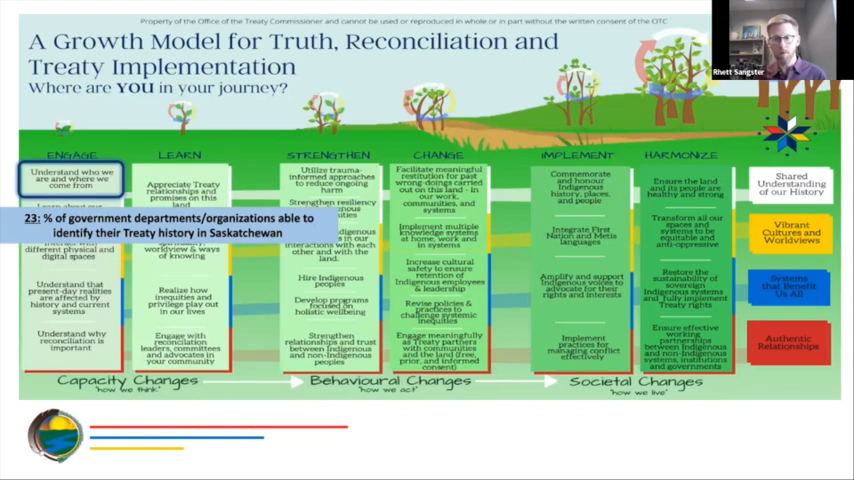 Property of the Office of the Treaty Commissioner and cannot be used or reproduced in whole or in part without the written consent of the OTC
A Growth Model for Truth, Reconciliation and
Treaty Implementation
Where are YOU in your journey?
Rhett Sangster
ENGAGE
Understand who we
are and where we
come from
23: % of government departments/organizations able to
identify their Treaty history in Saskatchewan
different physical and
digital spaces
Understand that
present-day realities
are affected by
history and current
systems
Understand why
reconciliation is
important
LEARN
Appreciate Treaty
relationships and
promises on this
land
worldview & ways
of knowing
Realize how
inequities and
privilege play out
in our lives
Engage with
reconciliation
leaders, committees
and advocates in
your community
STRENGTHEN
Utilize trauma-
informed approaches
to reduce ongoing
harm
Strengthen resiliency
interactions with each
other and with the
land.
Hire Indigenous
peoples
Develop programs
focused on
holistic wellbeing
Strengthen
relationships and trust
between Indigenous
and non-Indigenous
peoples
CHANGE
Facilitate meaningful
restitution for past
wrong-doings carried
out on this land - in
our work,
communities, and
systems
Implement multiple
knowledge systems
at home, work and
in systems
Increase cultural
safety to ensure
retention of
Indigenous employees
& leadership
Revise policies &
practices to
challenge systemic
inequities
Engage meaningfully
as Treaty partners
with communities
and the land (free,
prior, and informed
consent)
IMPLEMENT
Commemorate
and honour
Indigenous
history, places,
and people
Integrate First
Nation and Metis
languages
Amplify and support
Indigenous voices to
advocate for their
rights and interests
Implement
practices for
managing conflict
effectively
HARMONIZE
Ensure the land
and its people are
healthy and strong
Transform all our
spaces and
systems to be
equitable and
anti-oppressive
Restore the
sustainability of
sovereign
Indigenous systems
and fully implement
Treaty rights
Ensure effective
working
partnerships
between Indigenous
and non-Indigenous
systems, institutions
and governments
Shared
Understanding
of our History
Vibrant
Cultures and
Worldviews
Systems
that Benefit
Us All
Authentic
Relationships
Capacity Changes
"how we think"
Behavioural Changes
"how we act"
Societal Changes
"how we live"